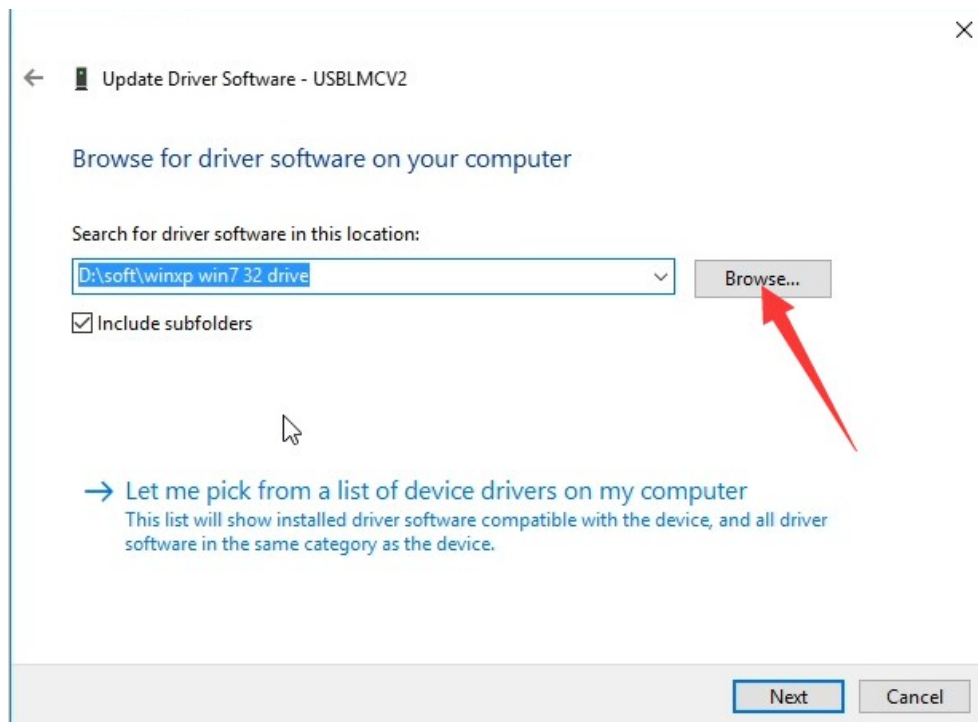 Update Driver Software - USBLMCV2
Browse for driver software on your computer
Search for driver software in this location:
D:\soft\winxp win7 32 drive
Browse...
Include subfolders
Let me pick from a list of device drivers on my computer
This list will show installed driver software compatible with the device, and all driver
software in the same category as the device.
Next
Cancel